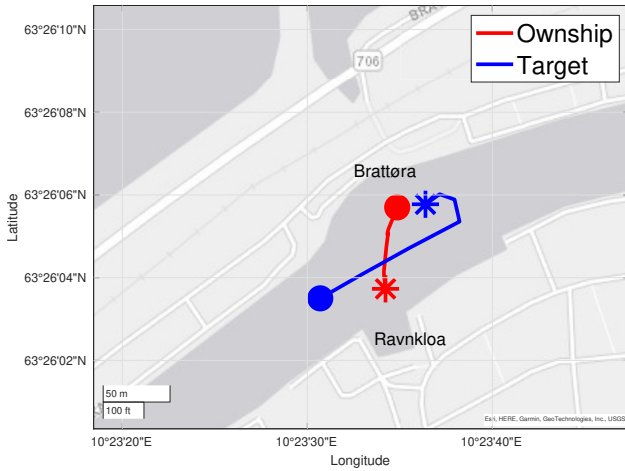 63°26'10"N
BRA
Ownship
706
Target
63°26'08"N
Brattøra
63°26'06"N
Latitude
63°26'04"N
Ravnkloa
63°26'02"N
50 m
100 ft
Esri, HERE, Garmin, GeoTechnologies, Inc., USGS
10°23'20"E
10°23'30"E
10°23'40"E
Longitude